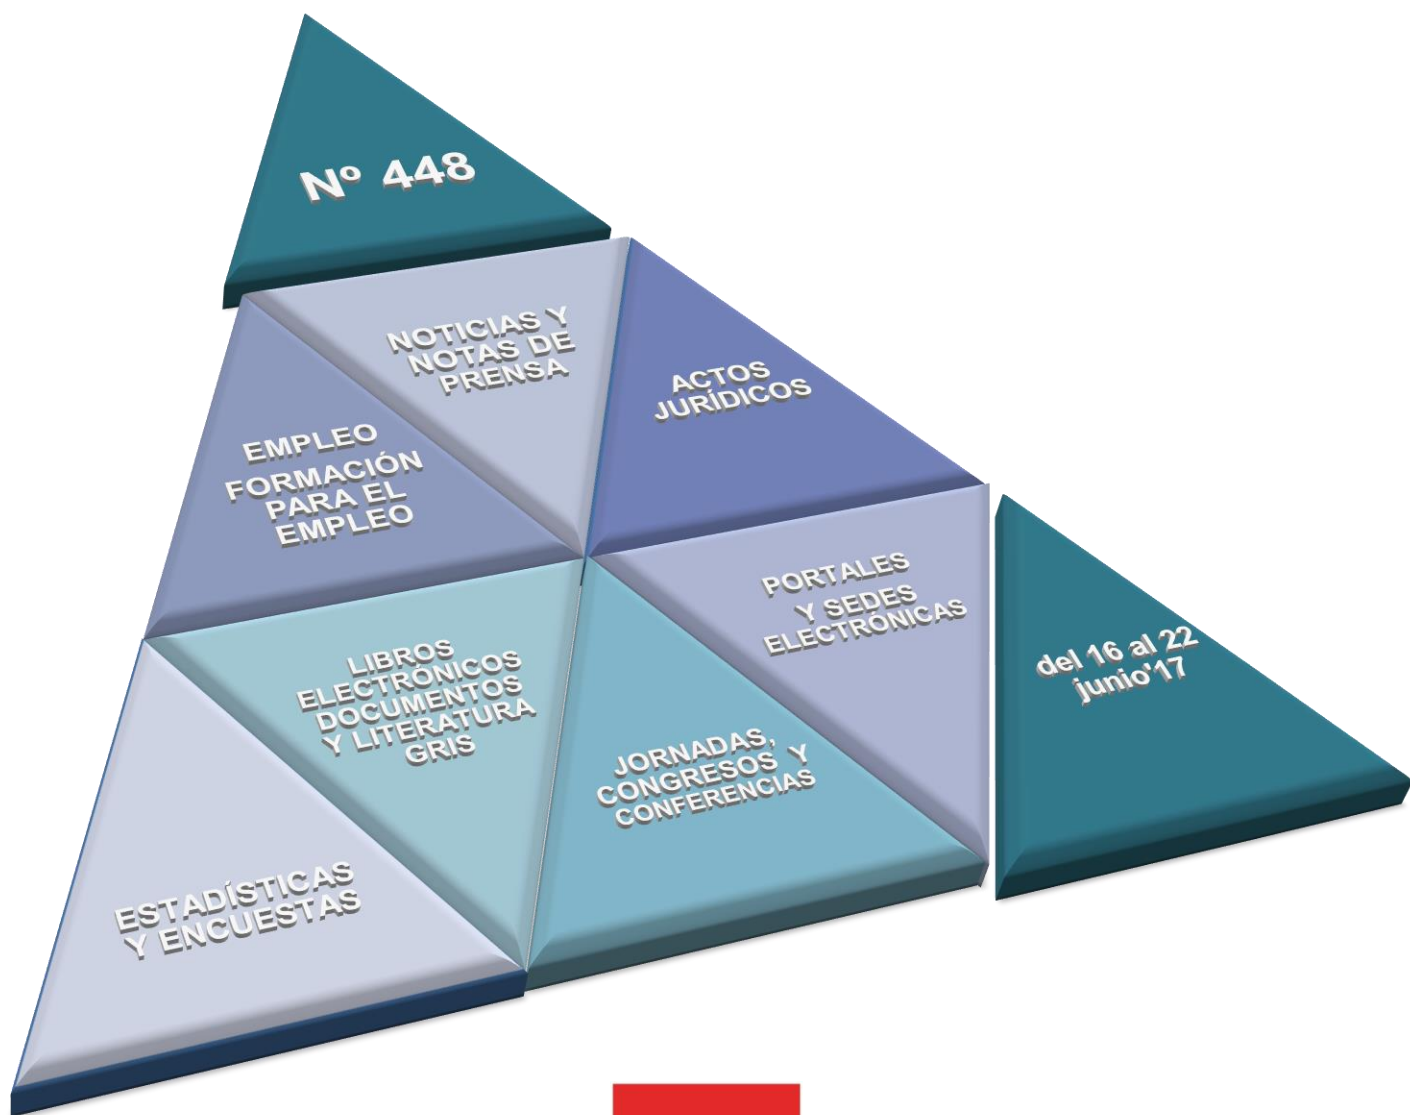 Nº 448
NOTICIAS Y
NOTAS DE
PRENSA
ACTOS
JURÍDICOS
EMPLEO
FORMACIÓN
PARA EL
EMPLEO
PORTALES
Y SEDES
ELECTRÓNICAS
del 16 al 22
junio'17
LIBROS
ELECTRÓNICOS
DOCUMENTOS
Y LITERATURA
GRIS
JORNADAS,
CONGRESOS Y
CONFERENCIAS
ESTADÍSTICAS
Y ENCUESTAS